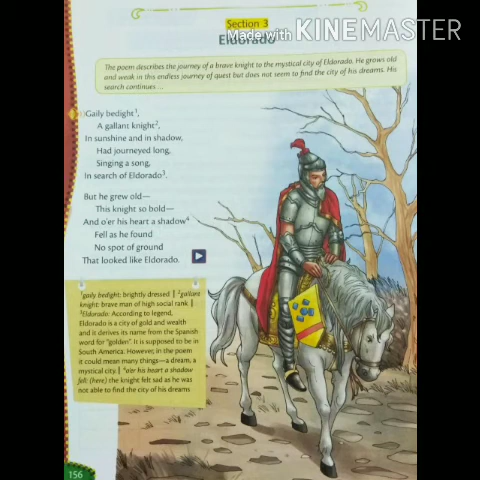 Section 3
Made with KINEMASTER
Eldorado
The poem describes the journey of a brave knight to the mystical city of Eldorado. He grows old
and weak in this endless journey of quest but does not seem to find the city of his dreams. His
search continues ...
Gaily bedight¹,
A gallant knight²,
In sunshine and in shadow,
Had journeyed long,
Singing a song,
In search of Eldorado³.
But he grew old—
This knight so bold—
And o'er his heart a shadow⁴
Fell as he found
No spot of ground
That looked like Eldorado.
¹gaily bedight: brightly dressed | ²gallant
knight: brave man of high social rank |
³Eldorado: According to legend,
Eldorado is a city of gold and wealth
and it derives its name from the Spanish
word for "golden". It is supposed to be in
South America. However, in the poem
it could mean many things—a dream, a
mystical city | ⁴o'er his heart a shadow
fell: (here) the knight felt sad as he was
not able to find the city of his dreams
156